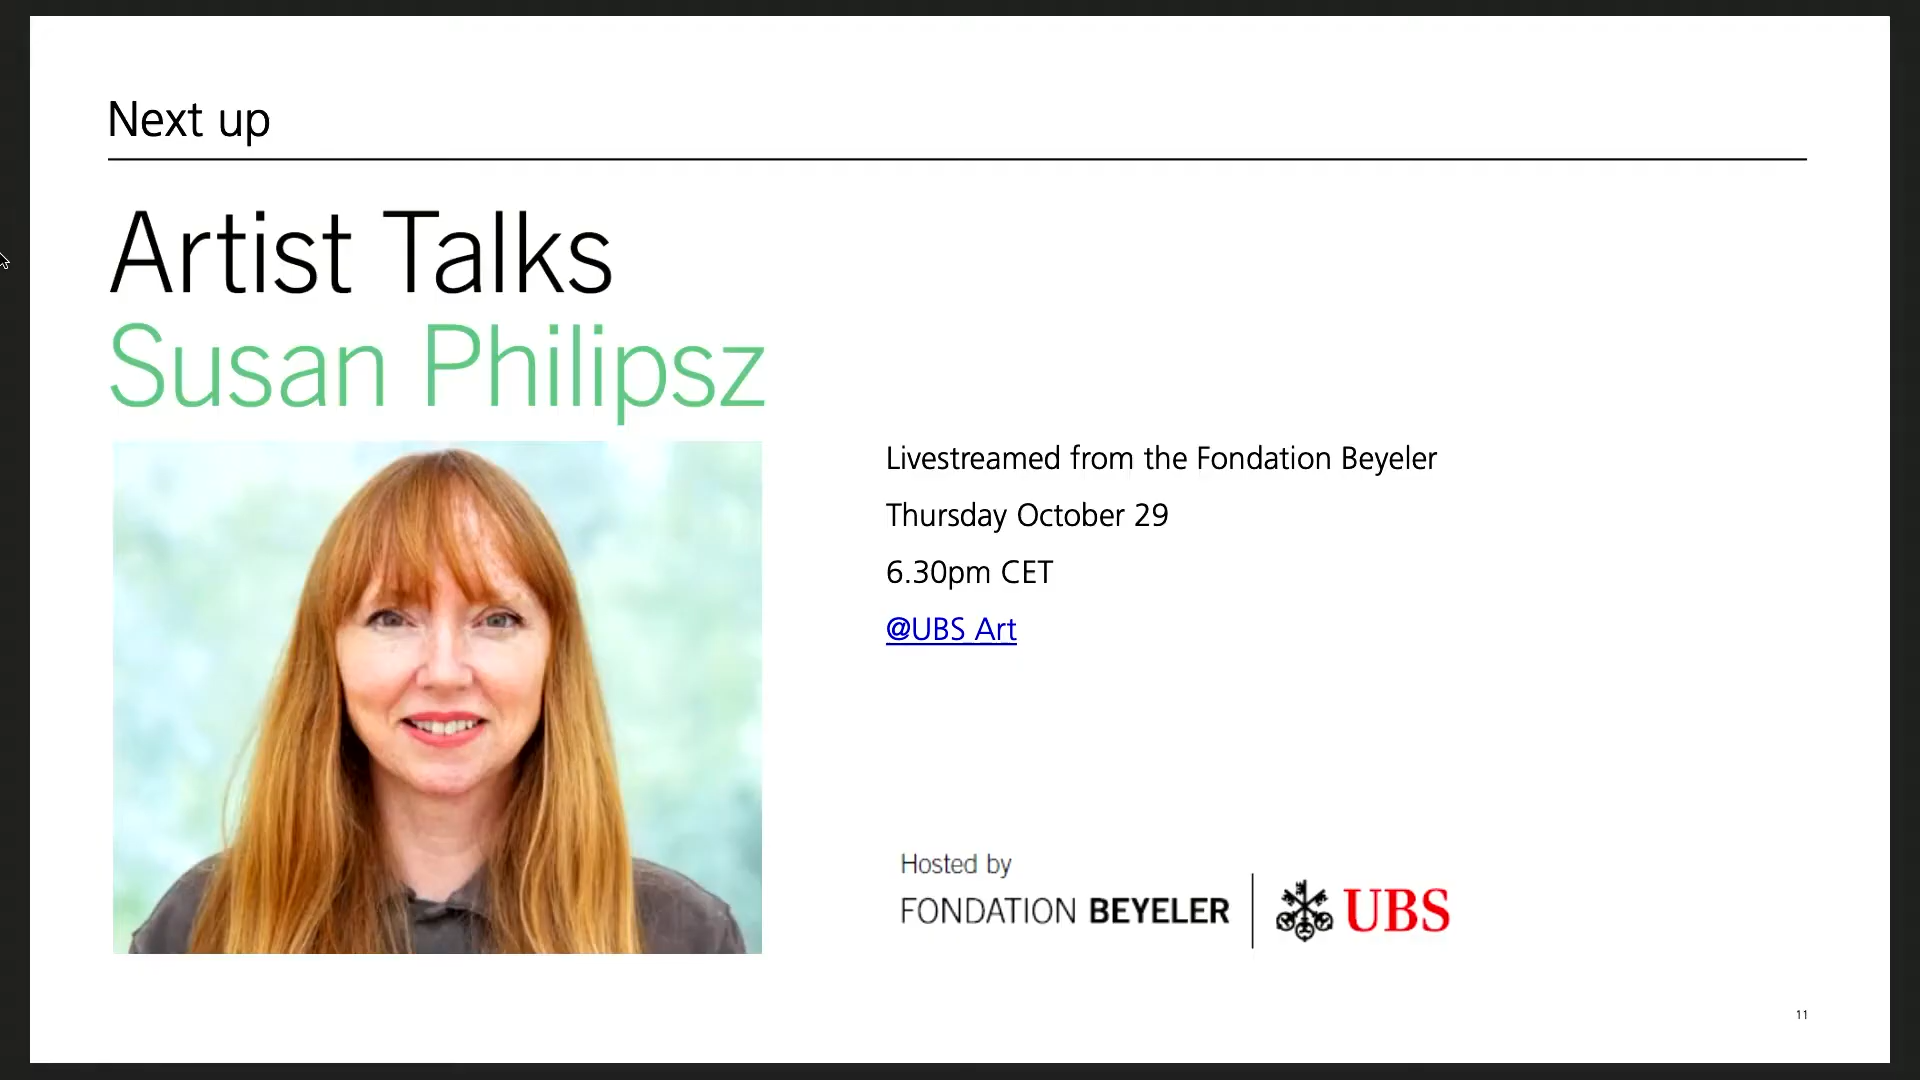 Next up
Artist Talks
Susan Philipsz
Livestreamed from the Fondation Beyeler
Thursday October 29
6.30pm CET
@UBS Art
Hosted by
FONDATION BEYELER
UBS
11